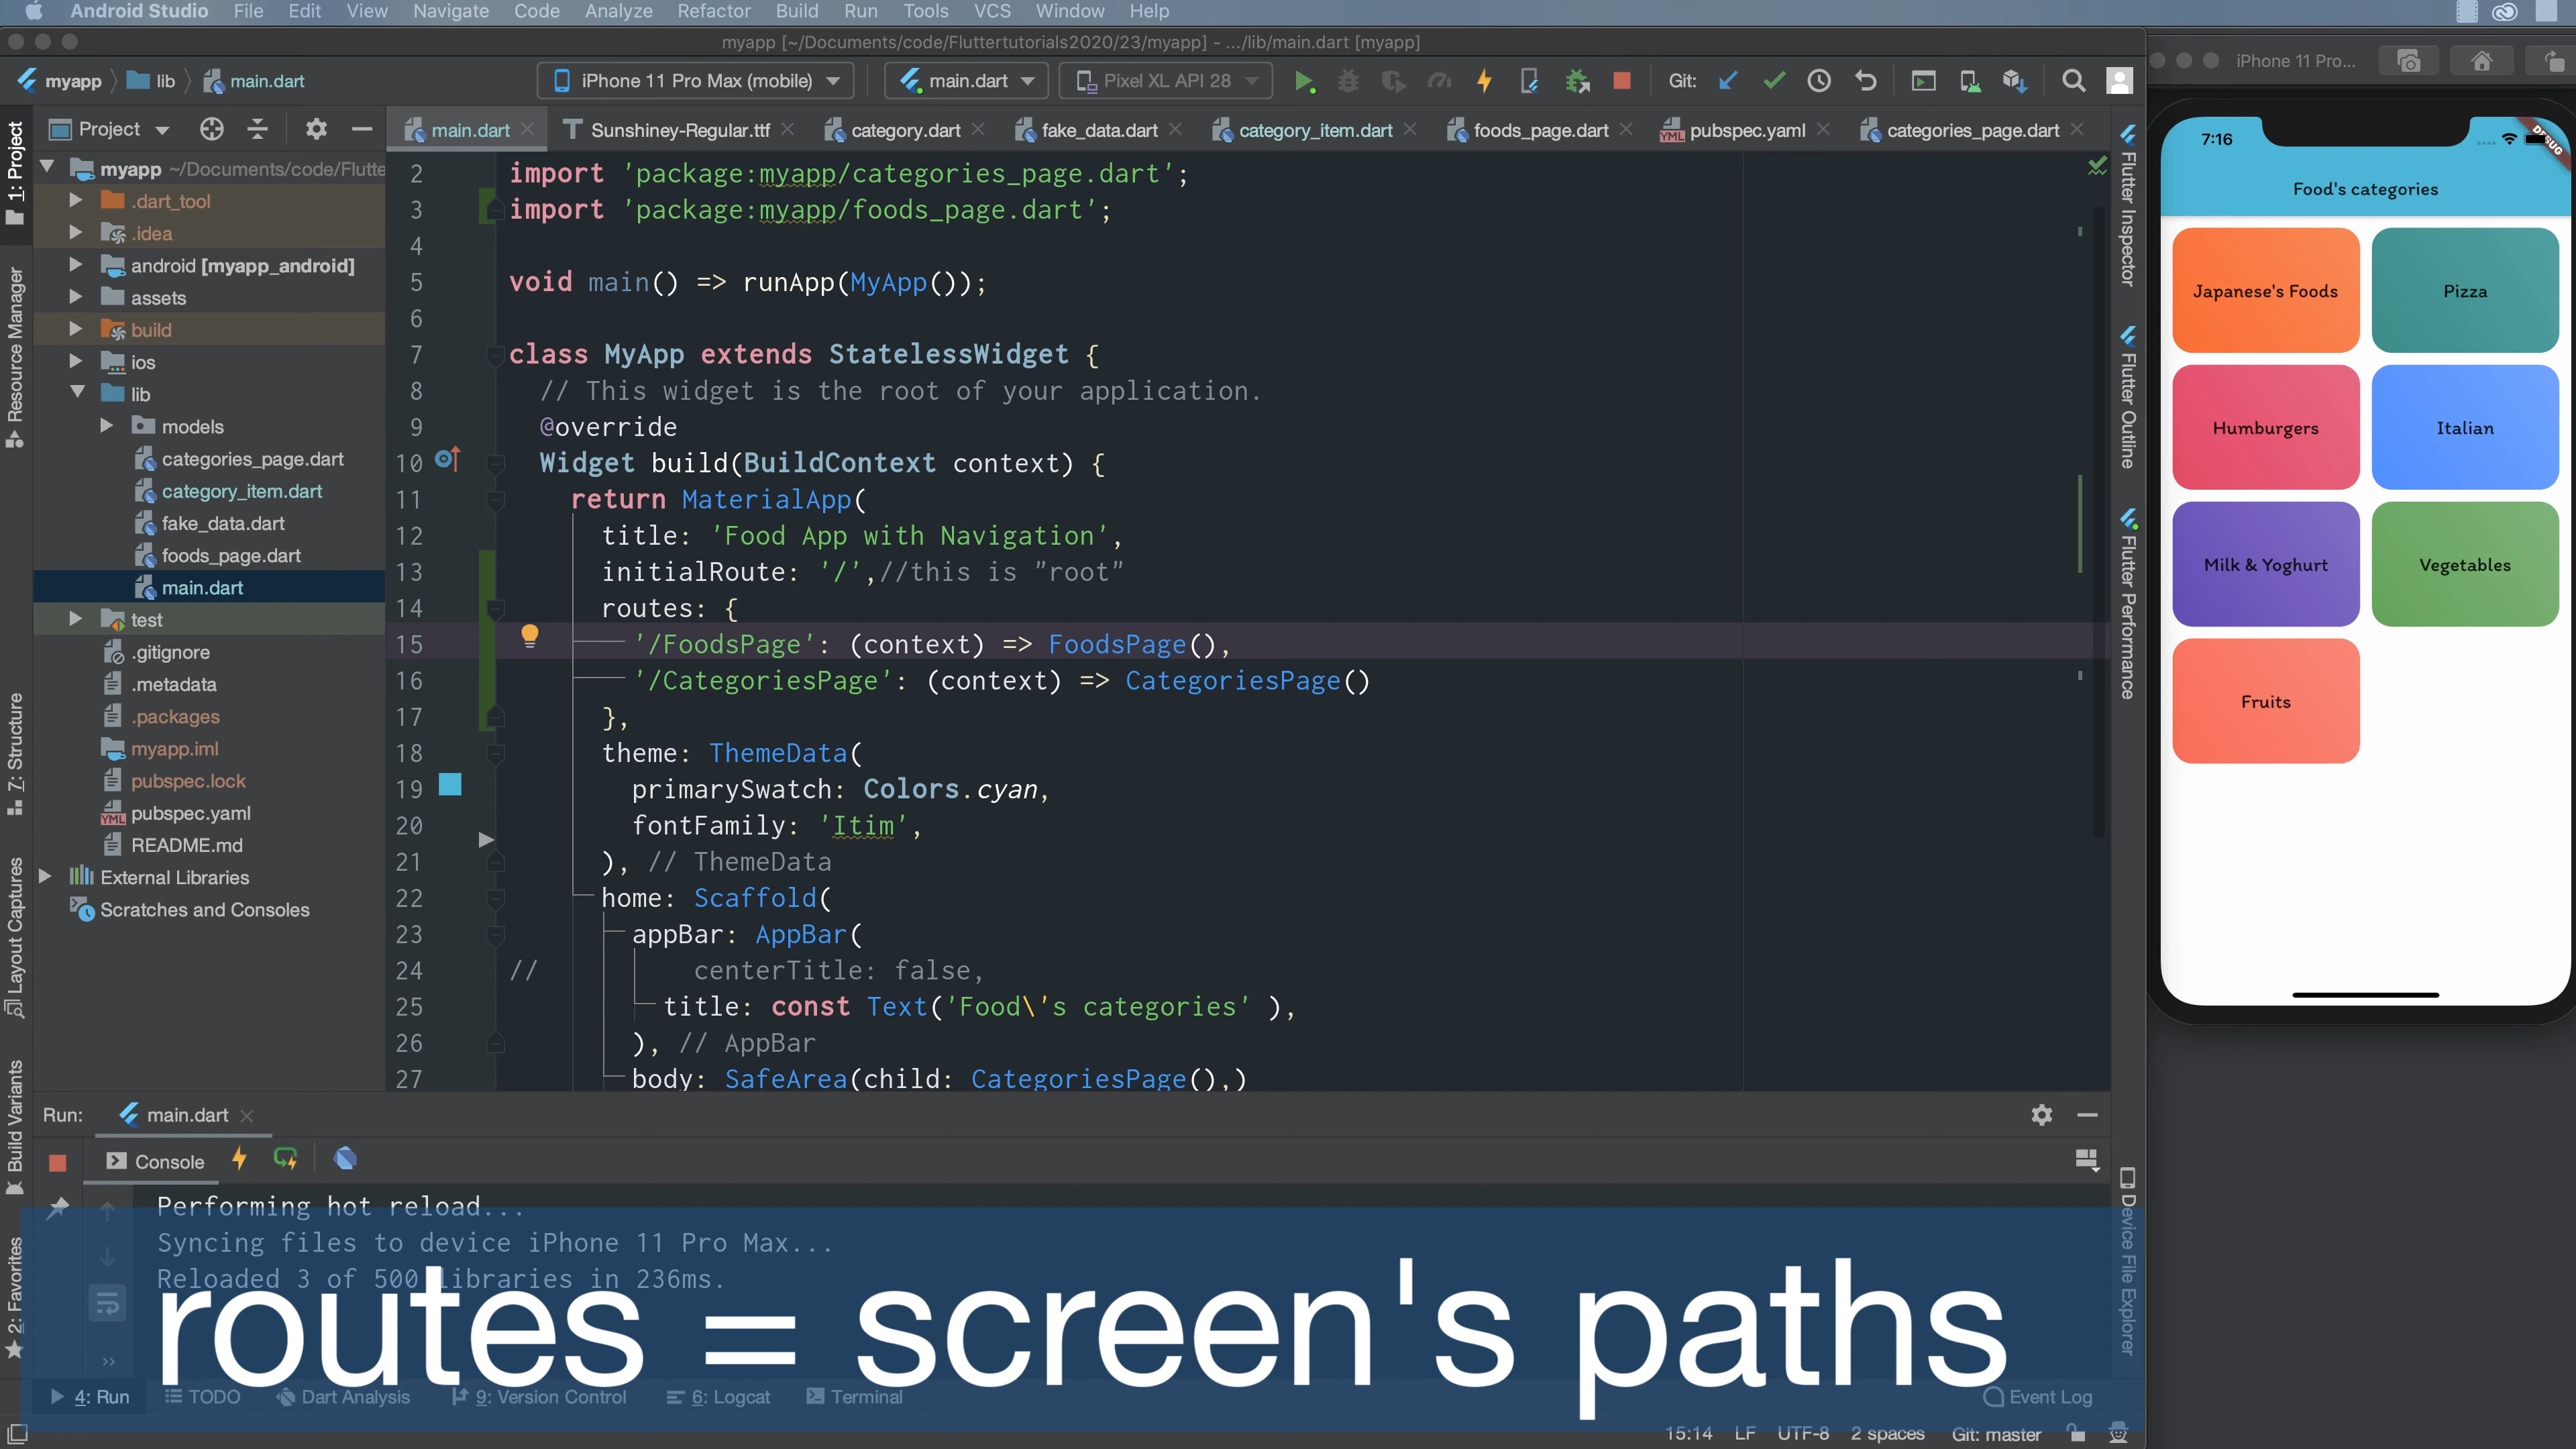 Android Studio File Edit View Navigate Code Analyze Refactor Build Run Tools VCS Window Help
myapp [~/Documents/code/Fluttertutorials2020/23/myapp] - .../lib/main.dart [myapp]
myapp lib main.dart
iPhone 11 Pro Max (mobile) main.dart Pixel XL API 28 Git:
Project
main.dart Sunshiney-Regular.ttf category.dart fake_data.dart category_item.dart foods_page.dart pubspec.yaml categories_page.dart
1: Project
Resource Manager
7: Structure
Layout Captures
Build Variants
2: Favorites
myapp ~/Documents/code/Flutte
.dart_tool
.idea
android [myapp_android]
assets
build
ios
lib
models
categories_page.dart
category_item.dart
fake_data.dart
foods_page.dart
main.dart
test
.gitignore
.metadata
.packages
myapp.iml
pubspec.lock
pubspec.yaml
README.md
External Libraries
Scratches and Consoles
2 import 'package:myapp/categories_page.dart';
3 import 'package:myapp/foods_page.dart';
4
5 void main() => runApp(MyApp());
6
7 class MyApp extends StatelessWidget {
8 // This widget is the root of your application.
9 @override
10 Widget build(BuildContext context) {
11 return MaterialApp(
12 title: 'Food App with Navigation',
13 initialRoute: '/',//this is "root"
14 routes: {
15 '/FoodsPage': (context) => FoodsPage(),
16 '/CategoriesPage': (context) => CategoriesPage()
17 },
18 theme: ThemeData(
19 primarySwatch: Colors.cyan,
20 fontFamily: 'Itim',
21 ), // ThemeData
22 home: Scaffold(
23 appBar: AppBar(
24 // centerTitle: false,
25 title: const Text('Food\'s categories' ),
26 ), // AppBar
27 body: SafeArea(child: CategoriesPage(),)
Flutter Inspector
Flutter Outline
Flutter Performance
Device File Explorer
iPhone 11 Pro...
7:16
DEBUG
Food's categories
Japanese's Foods
Pizza
Humburgers
Italian
Milk & Yoghurt
Vegetables
Fruits
Run: main.dart
Console
Performing hot reload...
Syncing files to device iPhone 11 Pro Max...
Reloaded 3 of 500 libraries in 236ms.
routes = screen's paths
4: Run TODO Dart Analysis 9: Version Control 6: Logcat Terminal Event Log
15:14 LF UTF-8 2 spaces Git: master